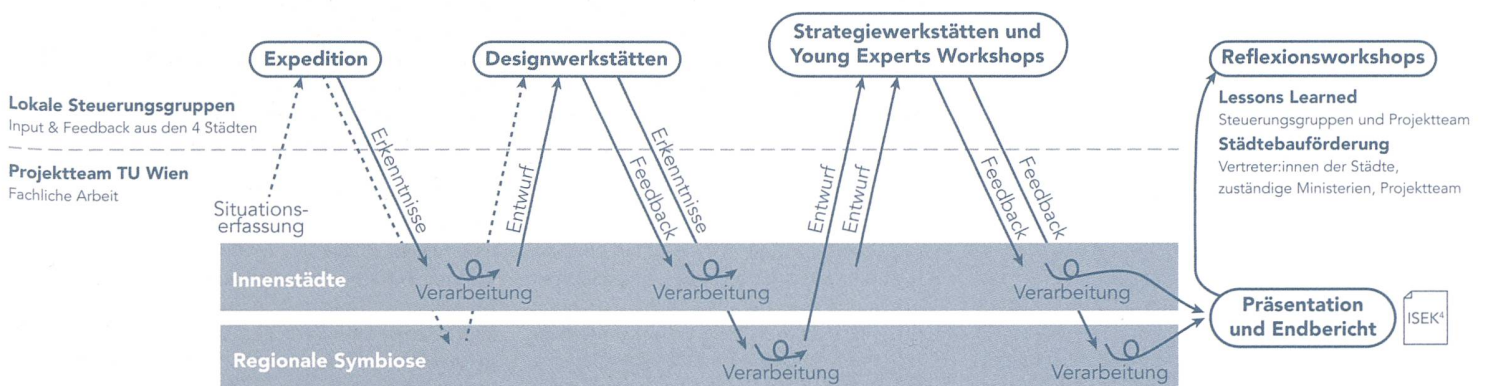 Expedition
Designwerkstätten
Strategiewerkstätten und
Young Experts Workshops
Reflexionsworkshops
Lokale Steuerungsgruppen
Input & Feedback aus den 4 Städten
Lessons Learned
Steuerungsgruppen und Projektteam
Städtebauförderung
Vertreter:innen der Städte,
zuständige Ministerien, Projektteam
Projektteam TU Wien
Fachliche Arbeit
Situations-
erfassung
Erkenntnisse
Entwurf
Feedback
Erkenntnisse
Entwurf
Entwurf
Feedback
Feedback
Innenstädte
Verarbeitung
Verarbeitung
Verarbeitung
Präsentation
und Endbericht
ISEK⁴
Regionale Symbiose
Verarbeitung
Verarbeitung